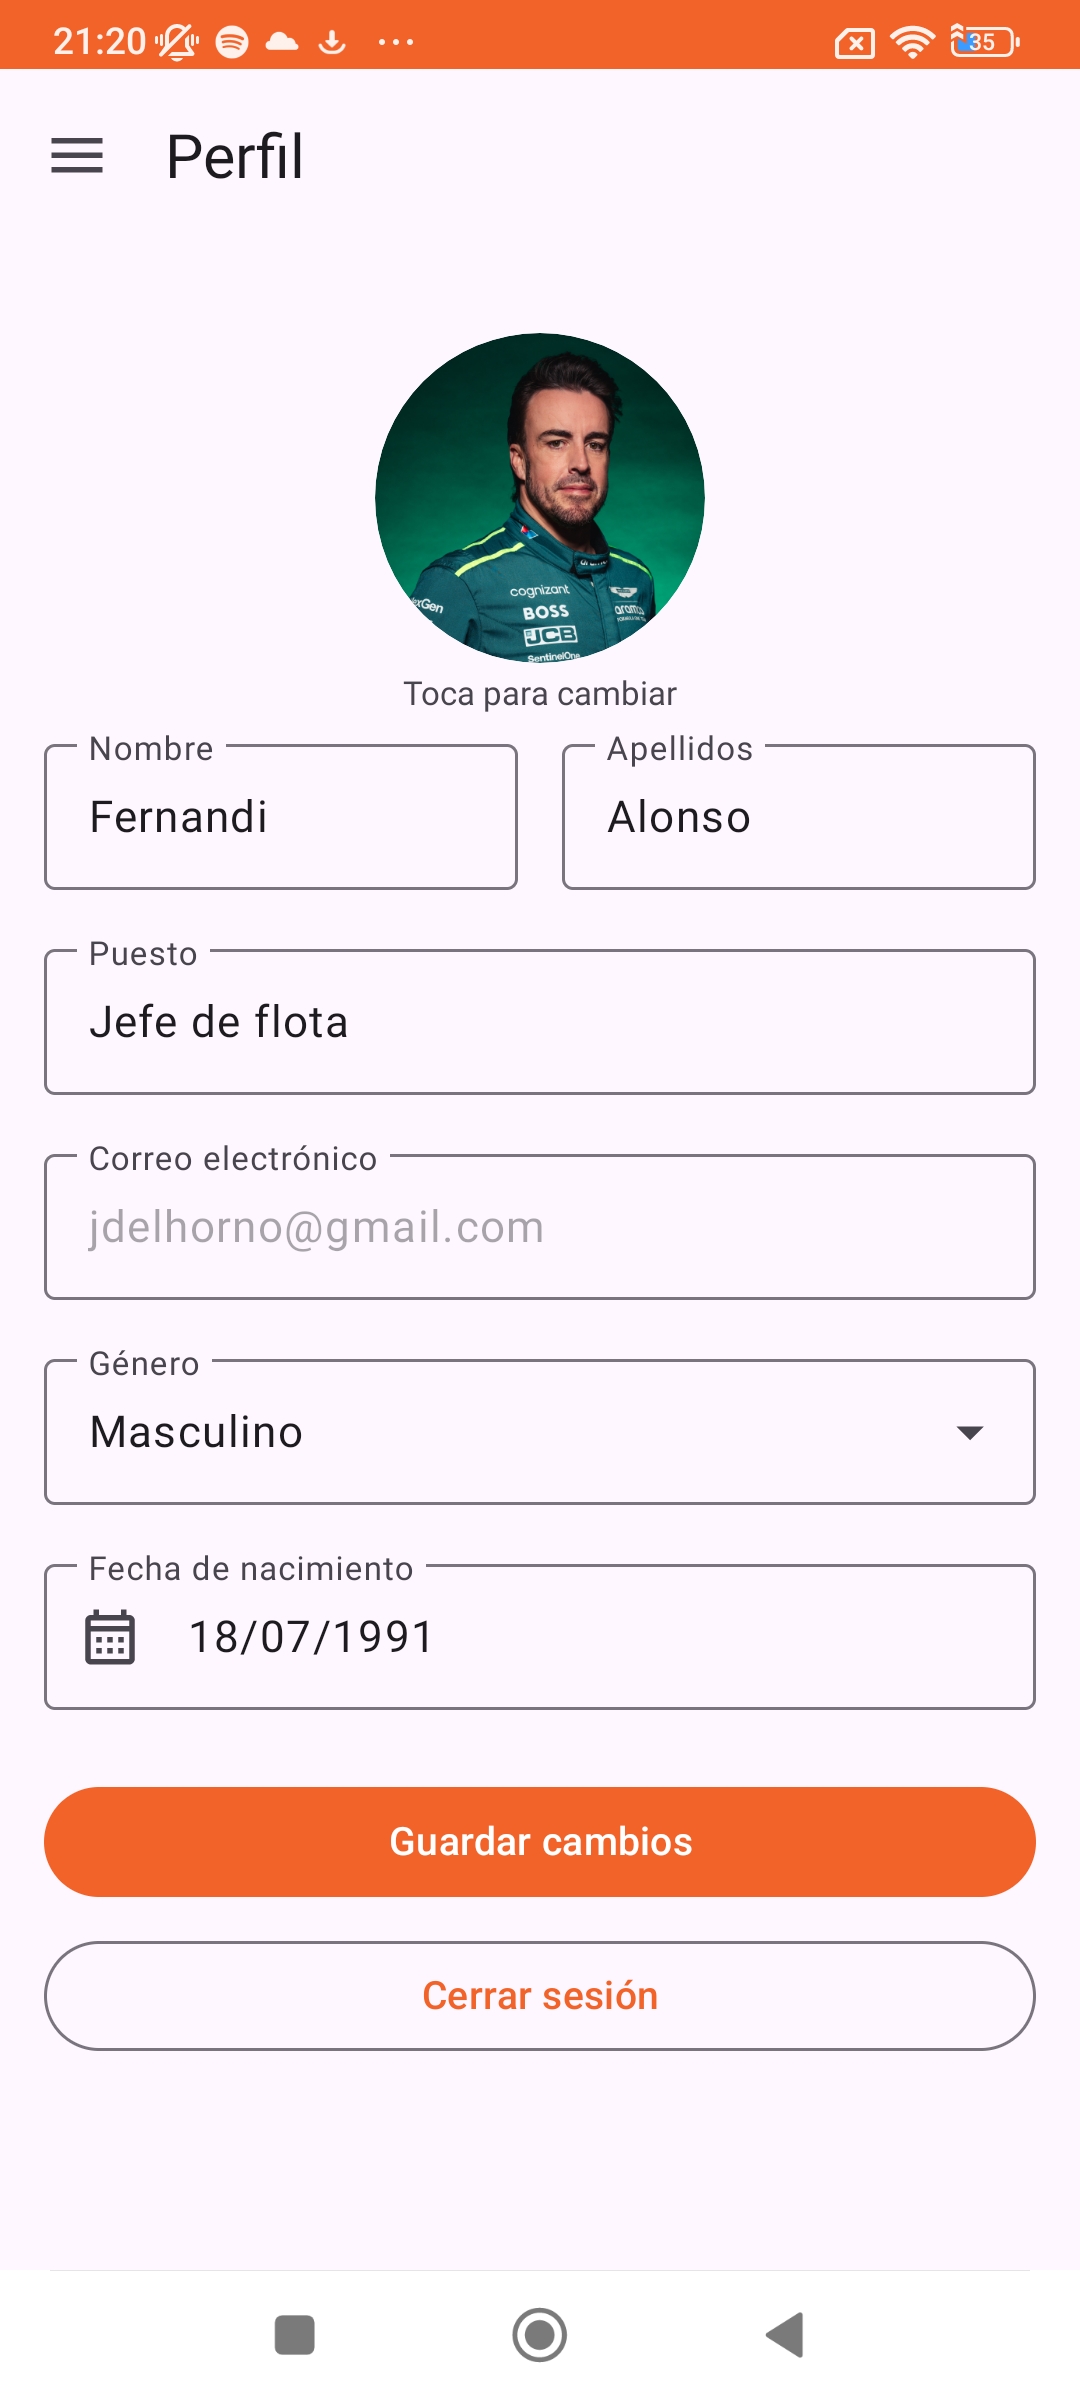 21:20
35
Perfil
cognizant
BOSS
JCB
SentinelOne
aramco
Toca para cambiar
Nombre
Apellidos
Fernandi
Alonso
Puesto
Jefe de flota
Correo electrónico
jdelhorno@gmail.com
Género
Masculino
Fecha de nacimiento
18/07/1991
Guardar cambios
Cerrar sesión